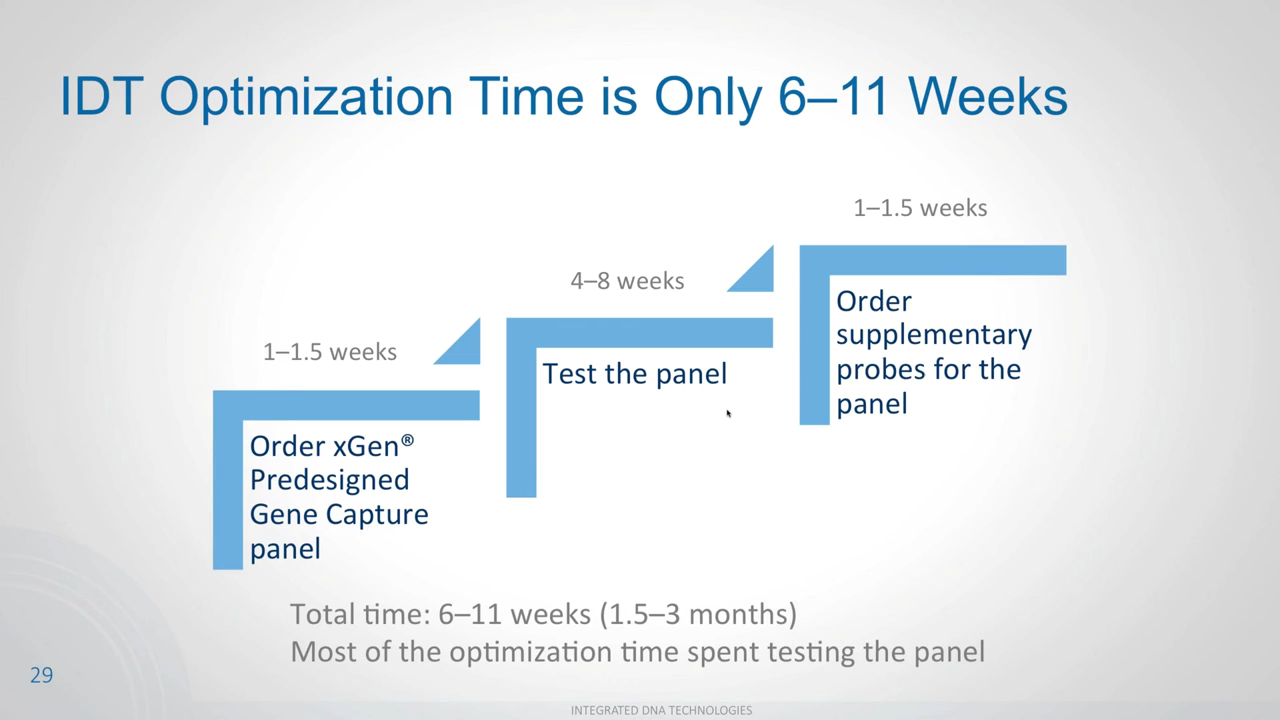 IDT Optimization Time is Only 6–11 Weeks
1–1.5 weeks
Order xGen®
Predesigned
Gene Capture
panel
4–8 weeks
Test the panel
1–1.5 weeks
Order
supplementary
probes for the
panel
Total time: 6–11 weeks (1.5–3 months)
Most of the optimization time spent testing the panel
29
INTEGRATED DNA TECHNOLOGIES